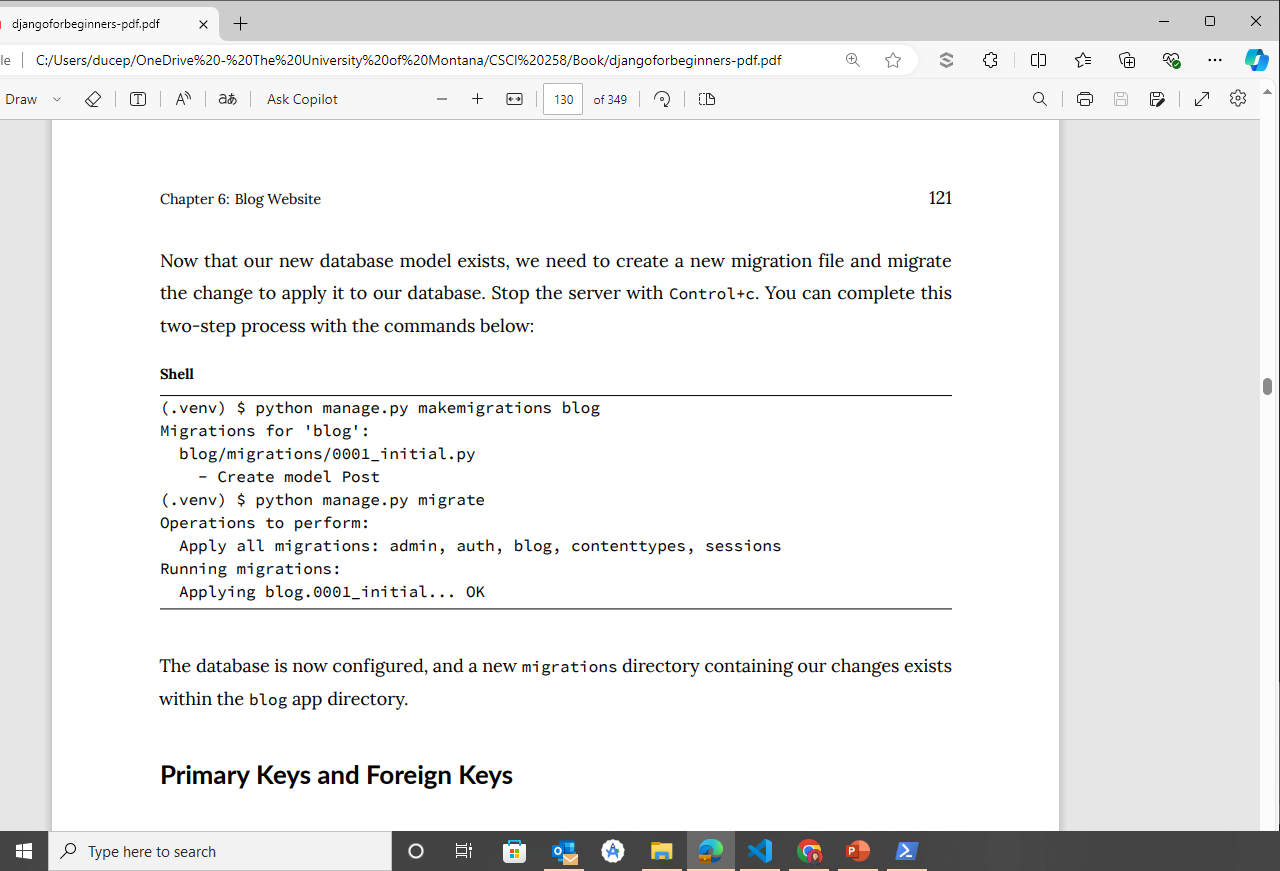 djangoforbeginners-pdf.pdf
C:/Users/ducep/OneDrive%20-%20The%20University%20of%20Montana/CSCI%20258/Book/djangoforbeginners-pdf.pdf
Draw
Ask Copilot
130 of 349
Chapter 6: Blog Website 121
Now that our new database model exists, we need to create a new migration file and migrate
the change to apply it to our database. Stop the server with Control+c. You can complete this
two-step process with the commands below:
Shell
(.venv) $ python manage.py makemigrations blog
Migrations for 'blog':
blog/migrations/0001_initial.py
- Create model Post
(.venv) $ python manage.py migrate
Operations to perform:
Apply all migrations: admin, auth, blog, contenttypes, sessions
Running migrations:
Applying blog.0001_initial... OK
The database is now configured, and a new migrations directory containing our changes exists
within the blog app directory.
Primary Keys and Foreign Keys
Type here to search